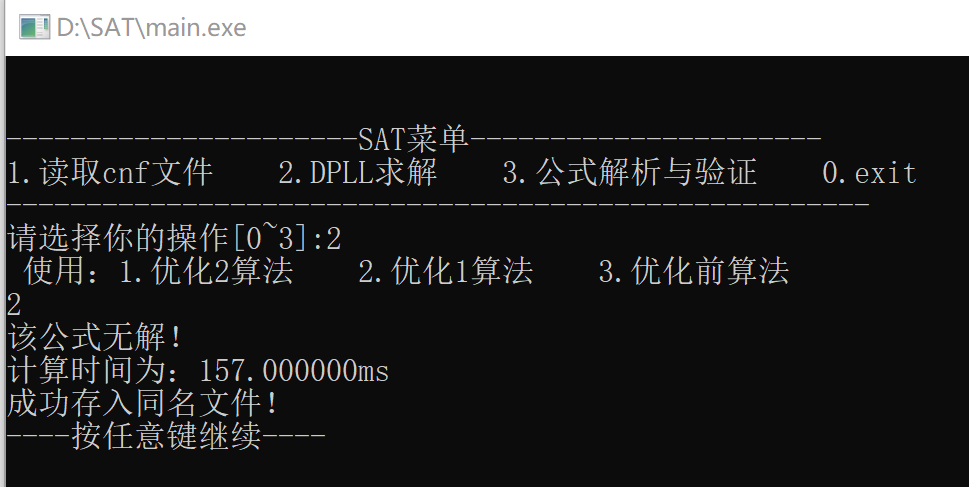 D:\SAT\main.exe
----------------------SAT菜单----------------------
1.读取cnf文件    2.DPLL求解    3.公式解析与验证    0.exit
------------------------------------------------------
请选择你的操作[0~3]:2
 使用：1.优化2算法    2.优化1算法    3.优化前算法
2
该公式无解！
计算时间为：157.000000ms
成功存入同名文件！
----按任意键继续----